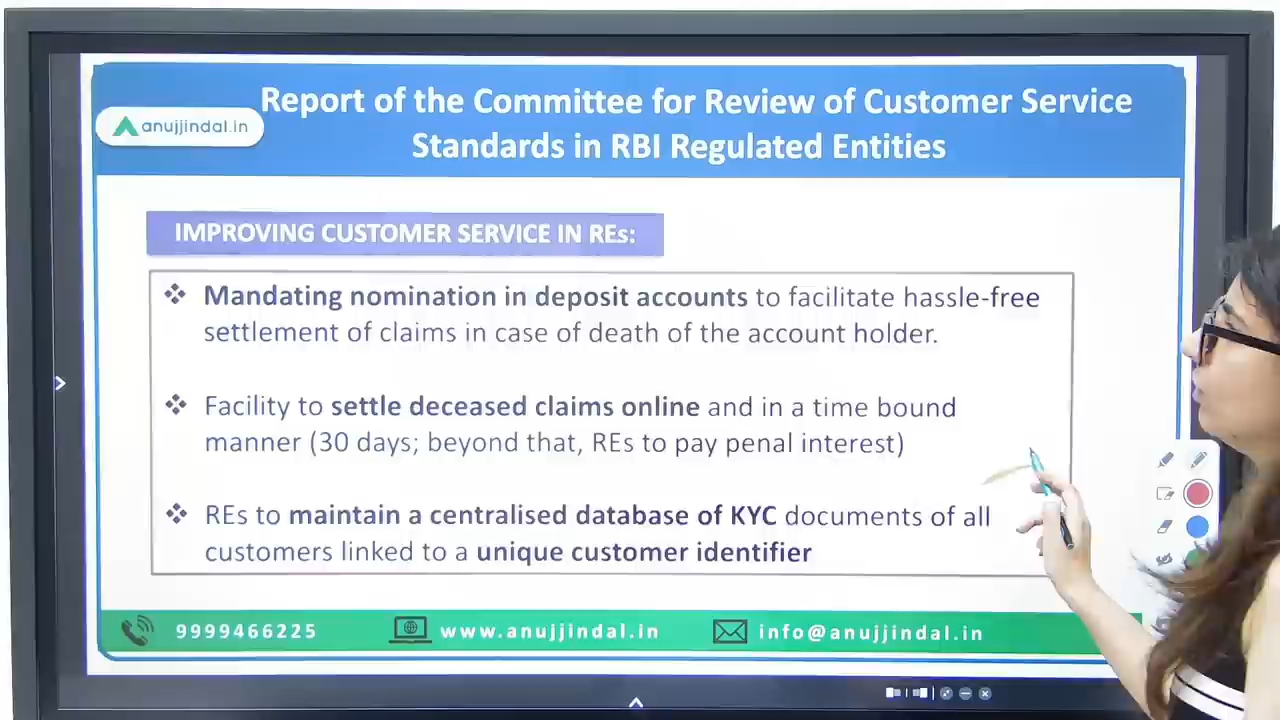 Report of the Committee for Review of Customer Service
anujjindal.in
Standards in RBI Regulated Entities
IMPROVING CUSTOMER SERVICE IN REs:
❖ Mandating nomination in deposit accounts to facilitate hassle-free
settlement of claims in case of death of the account holder.
❖ Facility to settle deceased claims online and in a time bound
manner (30 days; beyond that, REs to pay penal interest)
❖ REs to maintain a centralised database of KYC documents of all
customers linked to a unique customer identifier
9999466225 www.anujjindal.in info@anujjindal.in